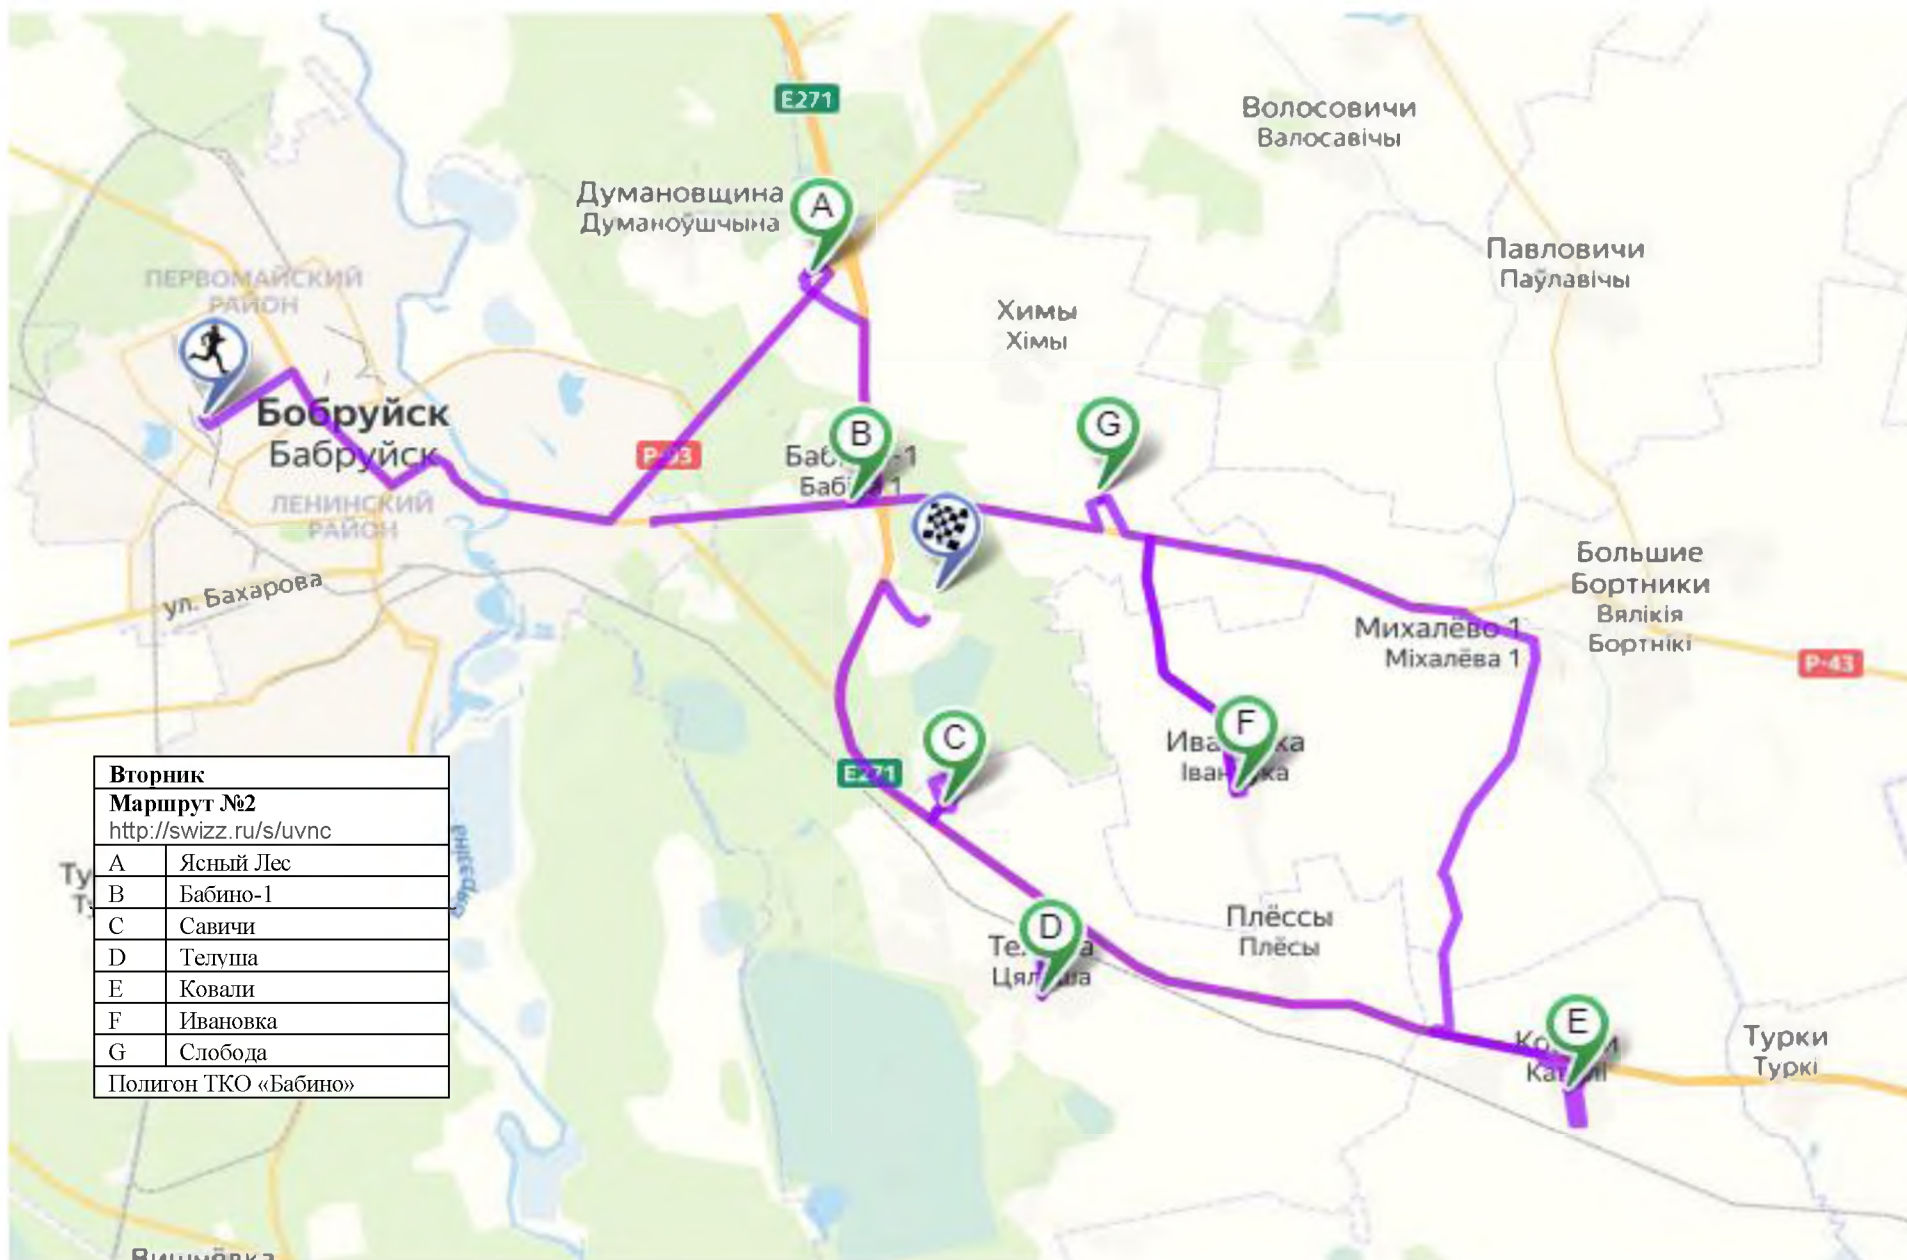 E271
Волосовичи
Валосавічы
Думановщина
Думаноўшчына
A
Павловичи
Паўлавічы
ПЕРВОМАЙСКИЙ
РАЙОН
Химы
Хімы
Бобруйск
Бабруйск
G
B
ЛЕНИНСКИЙ
РАЙОН
ул. Бахарова
Большие
Бортники
Вялікія
Бортнікі
Михалёво 1
Міхалёва 1
P-43
F
C
E271
Вторник
Маршрут №2
http://swizz.ru/s/uvnc
A Ясный Лес
B Бабино-1
C Савичи
D Телуша
E Ковали
F Ивановка
G Слобода
Полигон ТКО «Бабино»
Плёссы
Плёсы
D
E
Турки
Туркі